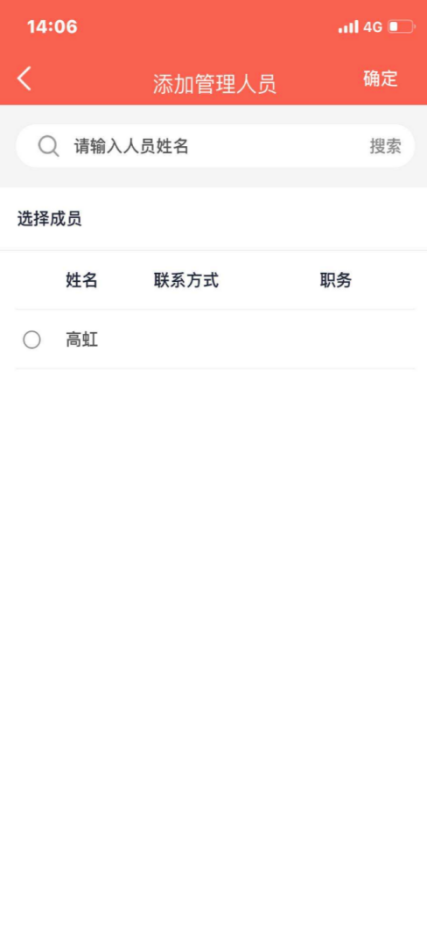 14:06 4G
添加管理人员 确定
请输入人员姓名 搜索
选择成员
姓名 联系方式 职务
高虹